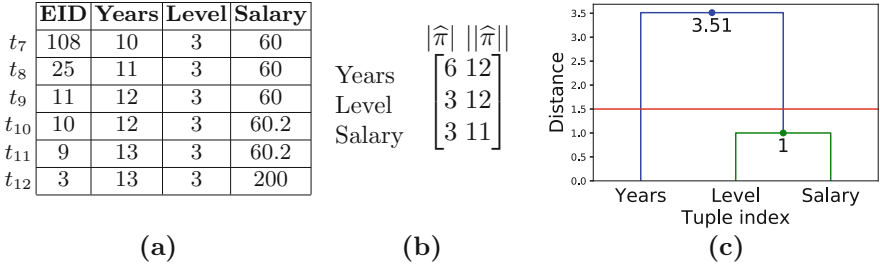 EID Years Level Salary
t7 108 10 3 60
t8 25 11 3 60
t9 11 12 3 60
t10 10 12 3 60.2
t11 9 13 3 60.2
t12 3 13 3 200
(a)
|π̂| ||π̂||
Years 6 12
Level 3 12
Salary 3 11
(b)
Distance
3.5
3.0
2.5
2.0
1.5
1.0
0.5
0.0
3.51
1
Years Level Salary
Tuple index
(c)